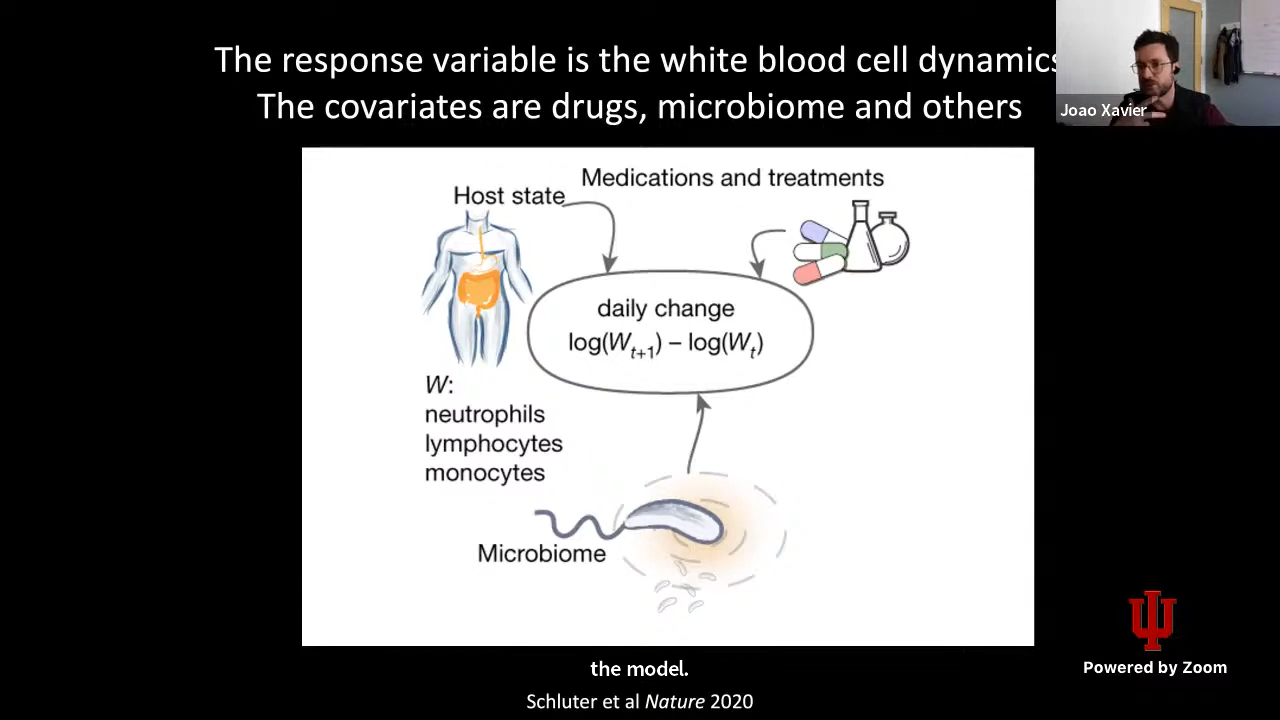 The response variable is the white blood cell dynamics
The covariates are drugs, microbiome and others
Joao Xavier
Medications and treatments
Host state
daily change
log(Wt+1) – log(Wt)
W:
neutrophils
lymphocytes
monocytes
Microbiome
the model.
Powered by Zoom
Schluter et al Nature 2020